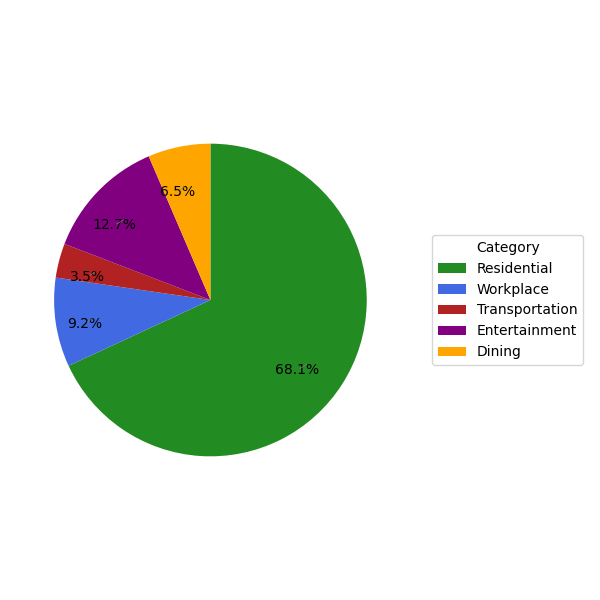 6.5%
12.7%
3.5%
9.2%
68.1%
Category
Residential
Workplace
Transportation
Entertainment
Dining